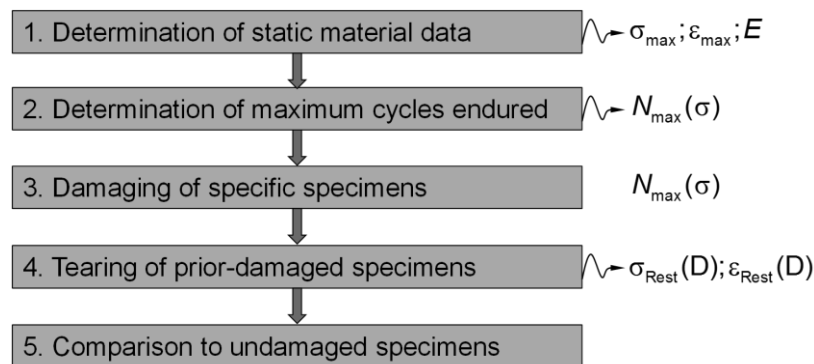 1. Determination of static material data σmax; εmax; E
2. Determination of maximum cycles endured Nmax(σ)
3. Damaging of specific specimens Nmax(σ)
4. Tearing of prior-damaged specimens σRest(D); εRest(D)
5. Comparison to undamaged specimens